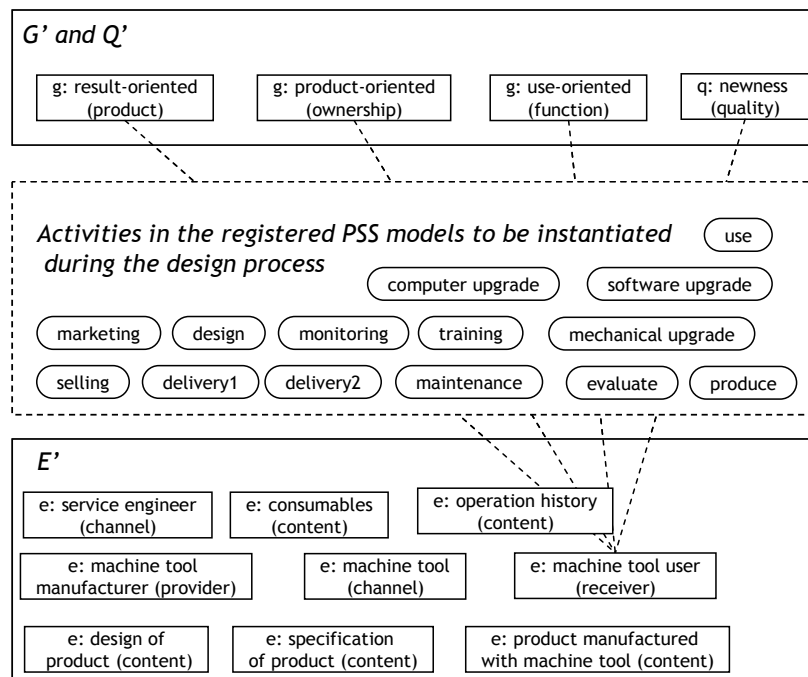 G’ and Q’
g: result-oriented
(product)
g: product-oriented
(ownership)
g: use-oriented
(function)
q: newness
(quality)
Activities in the registered PSS models to be instantiated
during the design process
use
computer upgrade
software upgrade
marketing
design
monitoring
training
mechanical upgrade
selling
delivery1
delivery2
maintenance
evaluate
produce
E’
e: service engineer
(channel)
e: consumables
(content)
e: operation history
(content)
e: machine tool
manufacturer (provider)
e: machine tool
(channel)
e: machine tool user
(receiver)
e: design of
product (content)
e: specification
of product (content)
e: product manufactured
with machine tool (content)